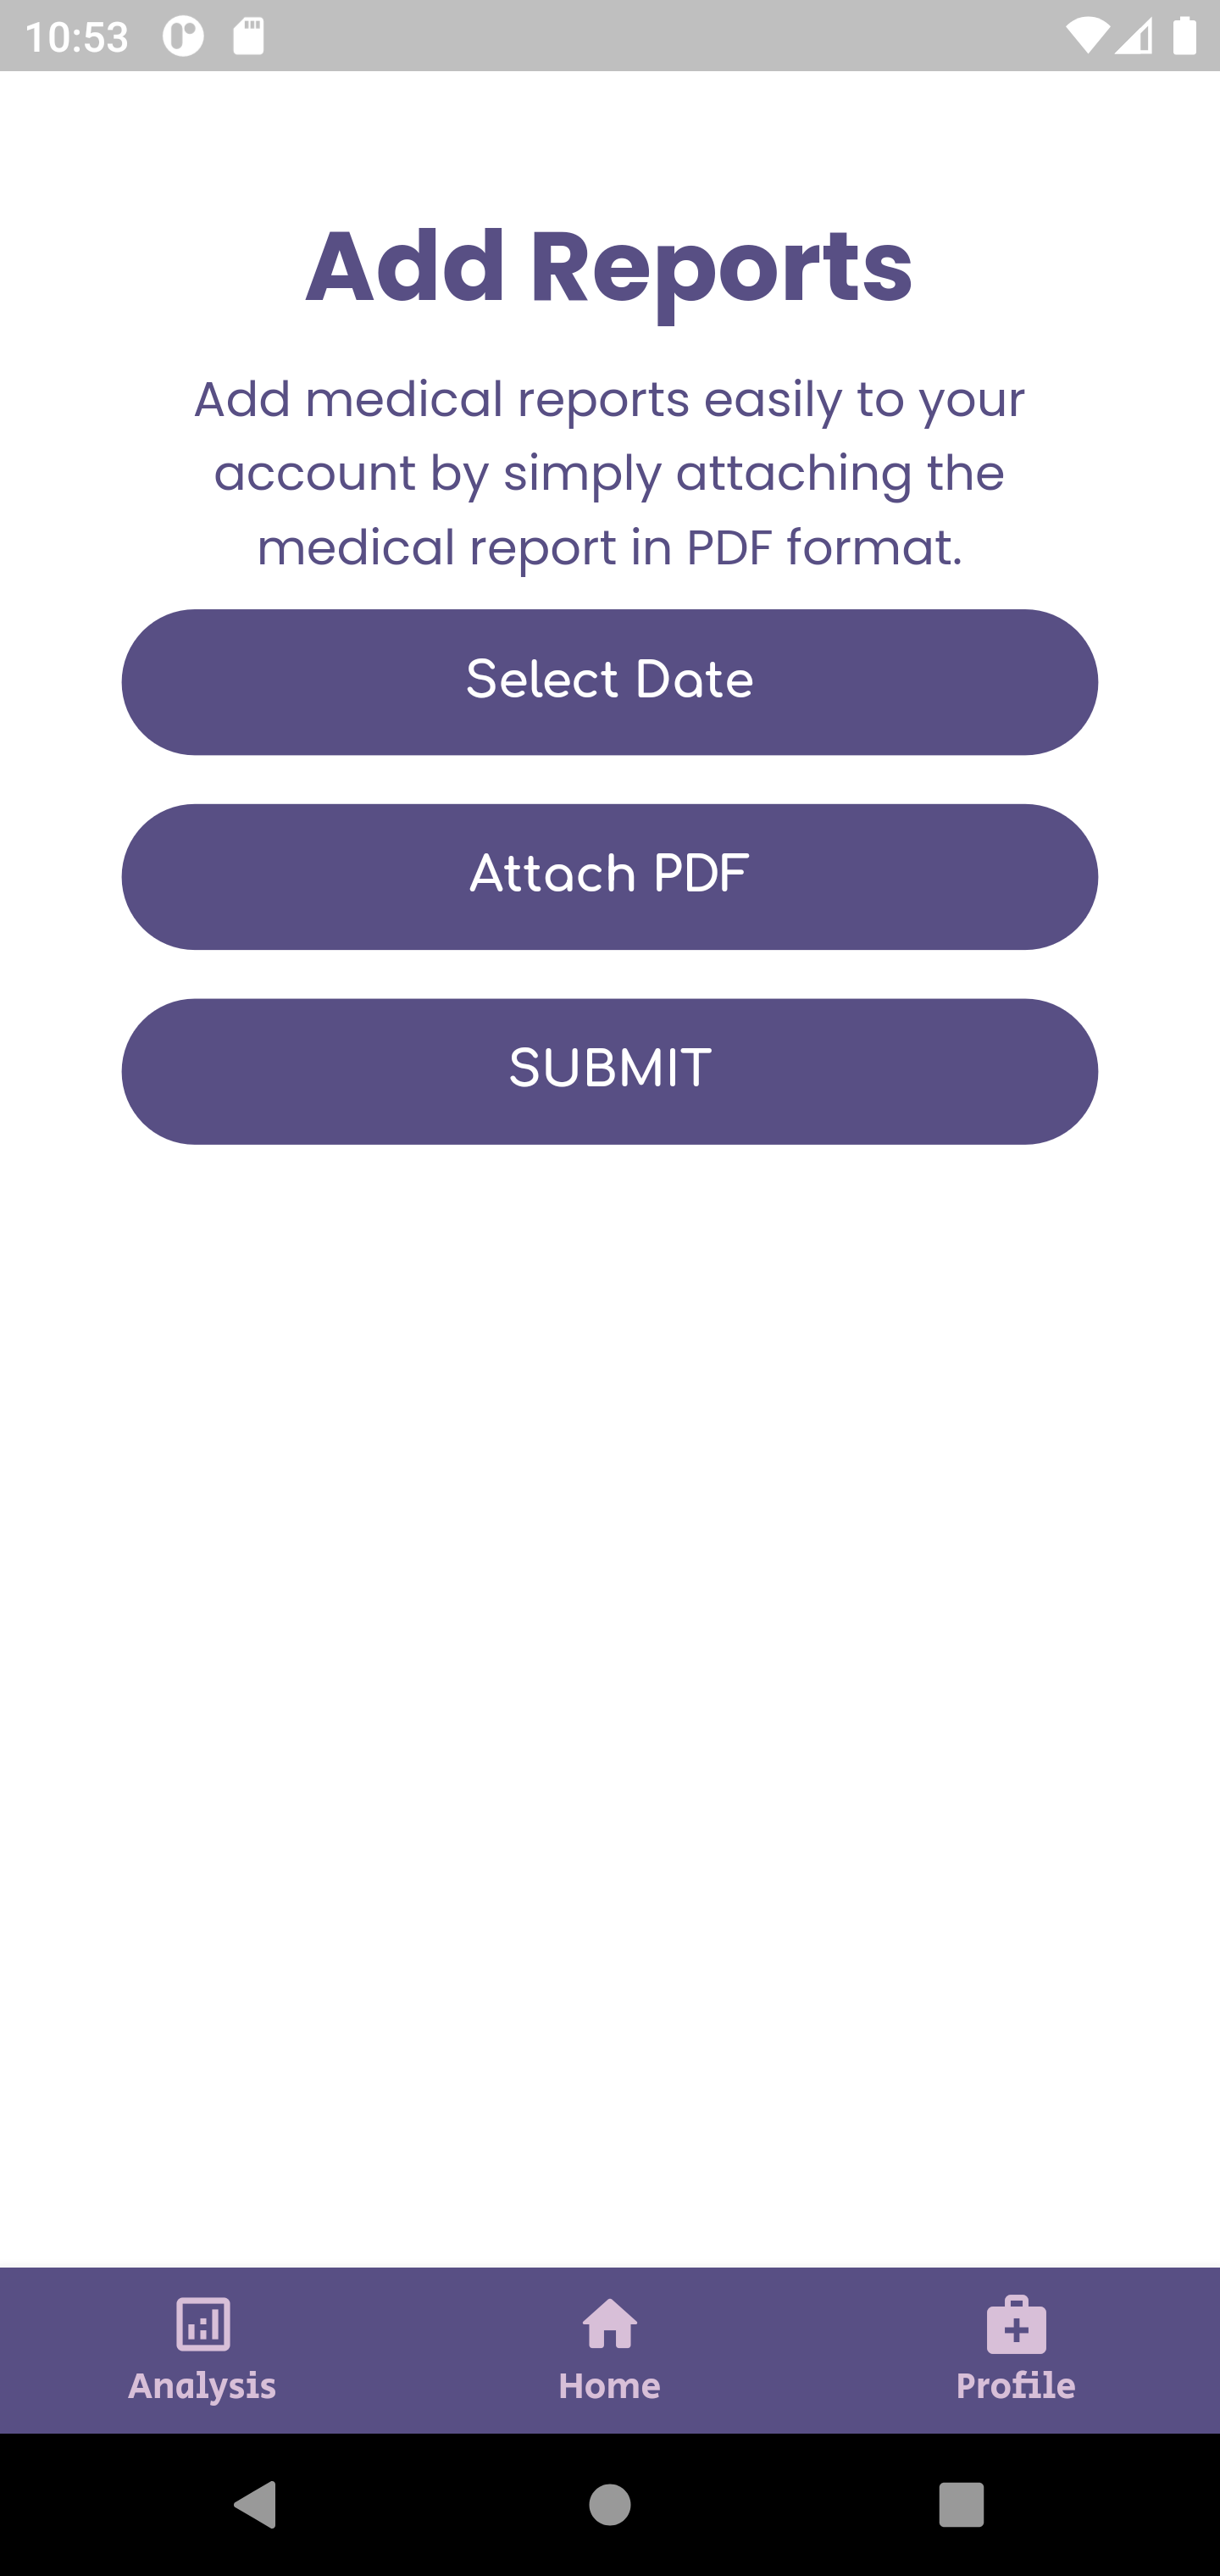 10:53
Add Reports
Add medical reports easily to your
account by simply attaching the
medical report in PDF format.
Select Date
Attach PDF
SUBMIT
Analysis
Home
Profile